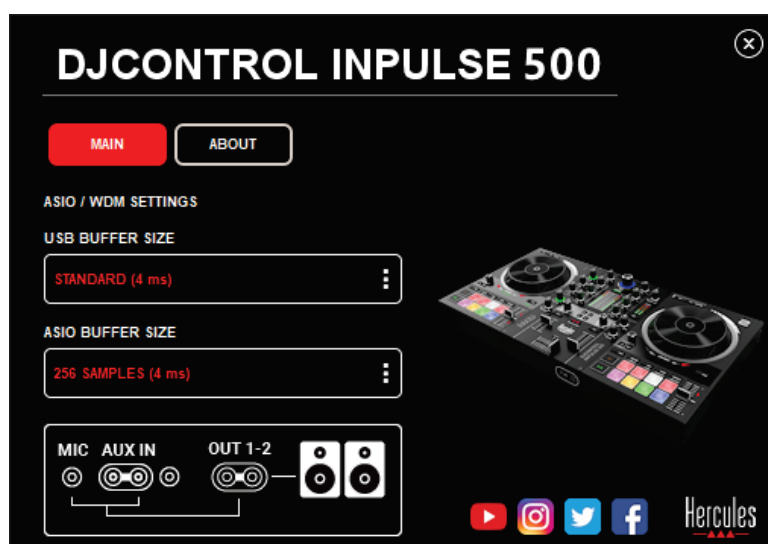 DJCONTROL INPULSE 500
MAIN
ABOUT
ASIO / WDM SETTINGS
USB BUFFER SIZE
STANDARD (4 ms)
ASIO BUFFER SIZE
256 SAMPLES (4 ms)
MIC AUX IN OUT 1-2
Hercules